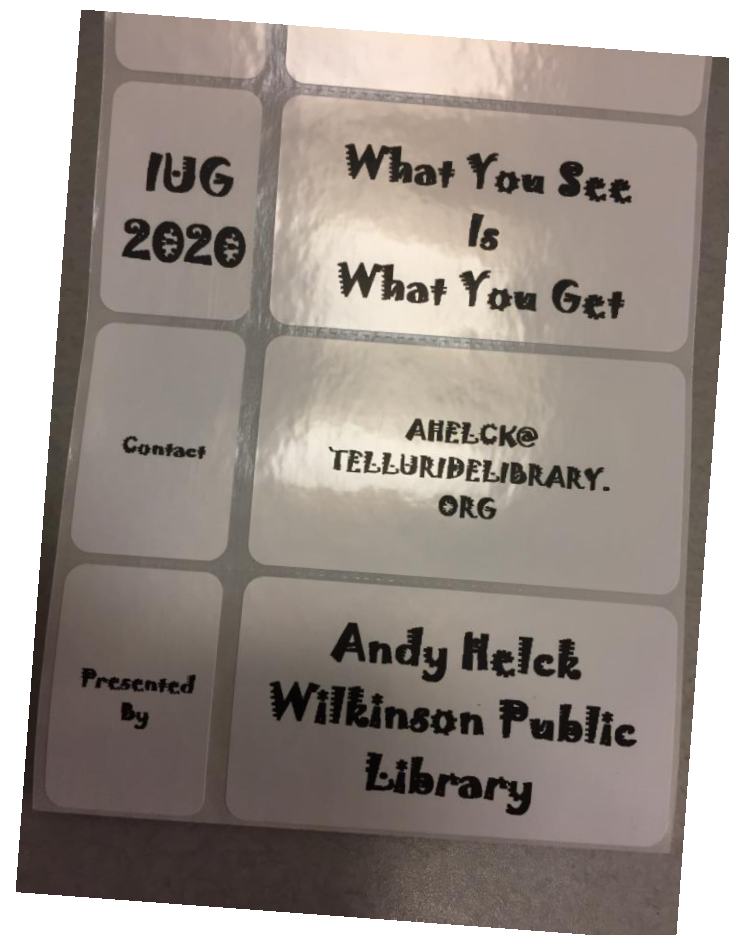 IUG
2020
What You See
Is
What You Get
Contact
AHELCK@
TELLURIDELIBRARY.
ORG
Presented
By
Andy Helck
Wilkinson Public
Library